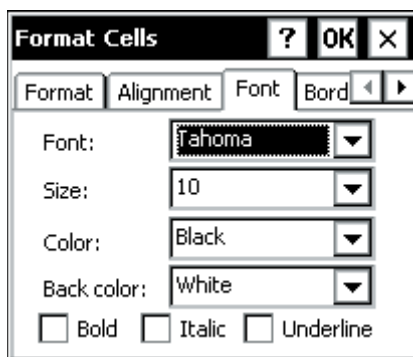 Format Cells ? OK ×
Format Alignment Font Bord
Font: Tahoma
Size: 10
Color: Black
Back color: White
Bold Italic Underline